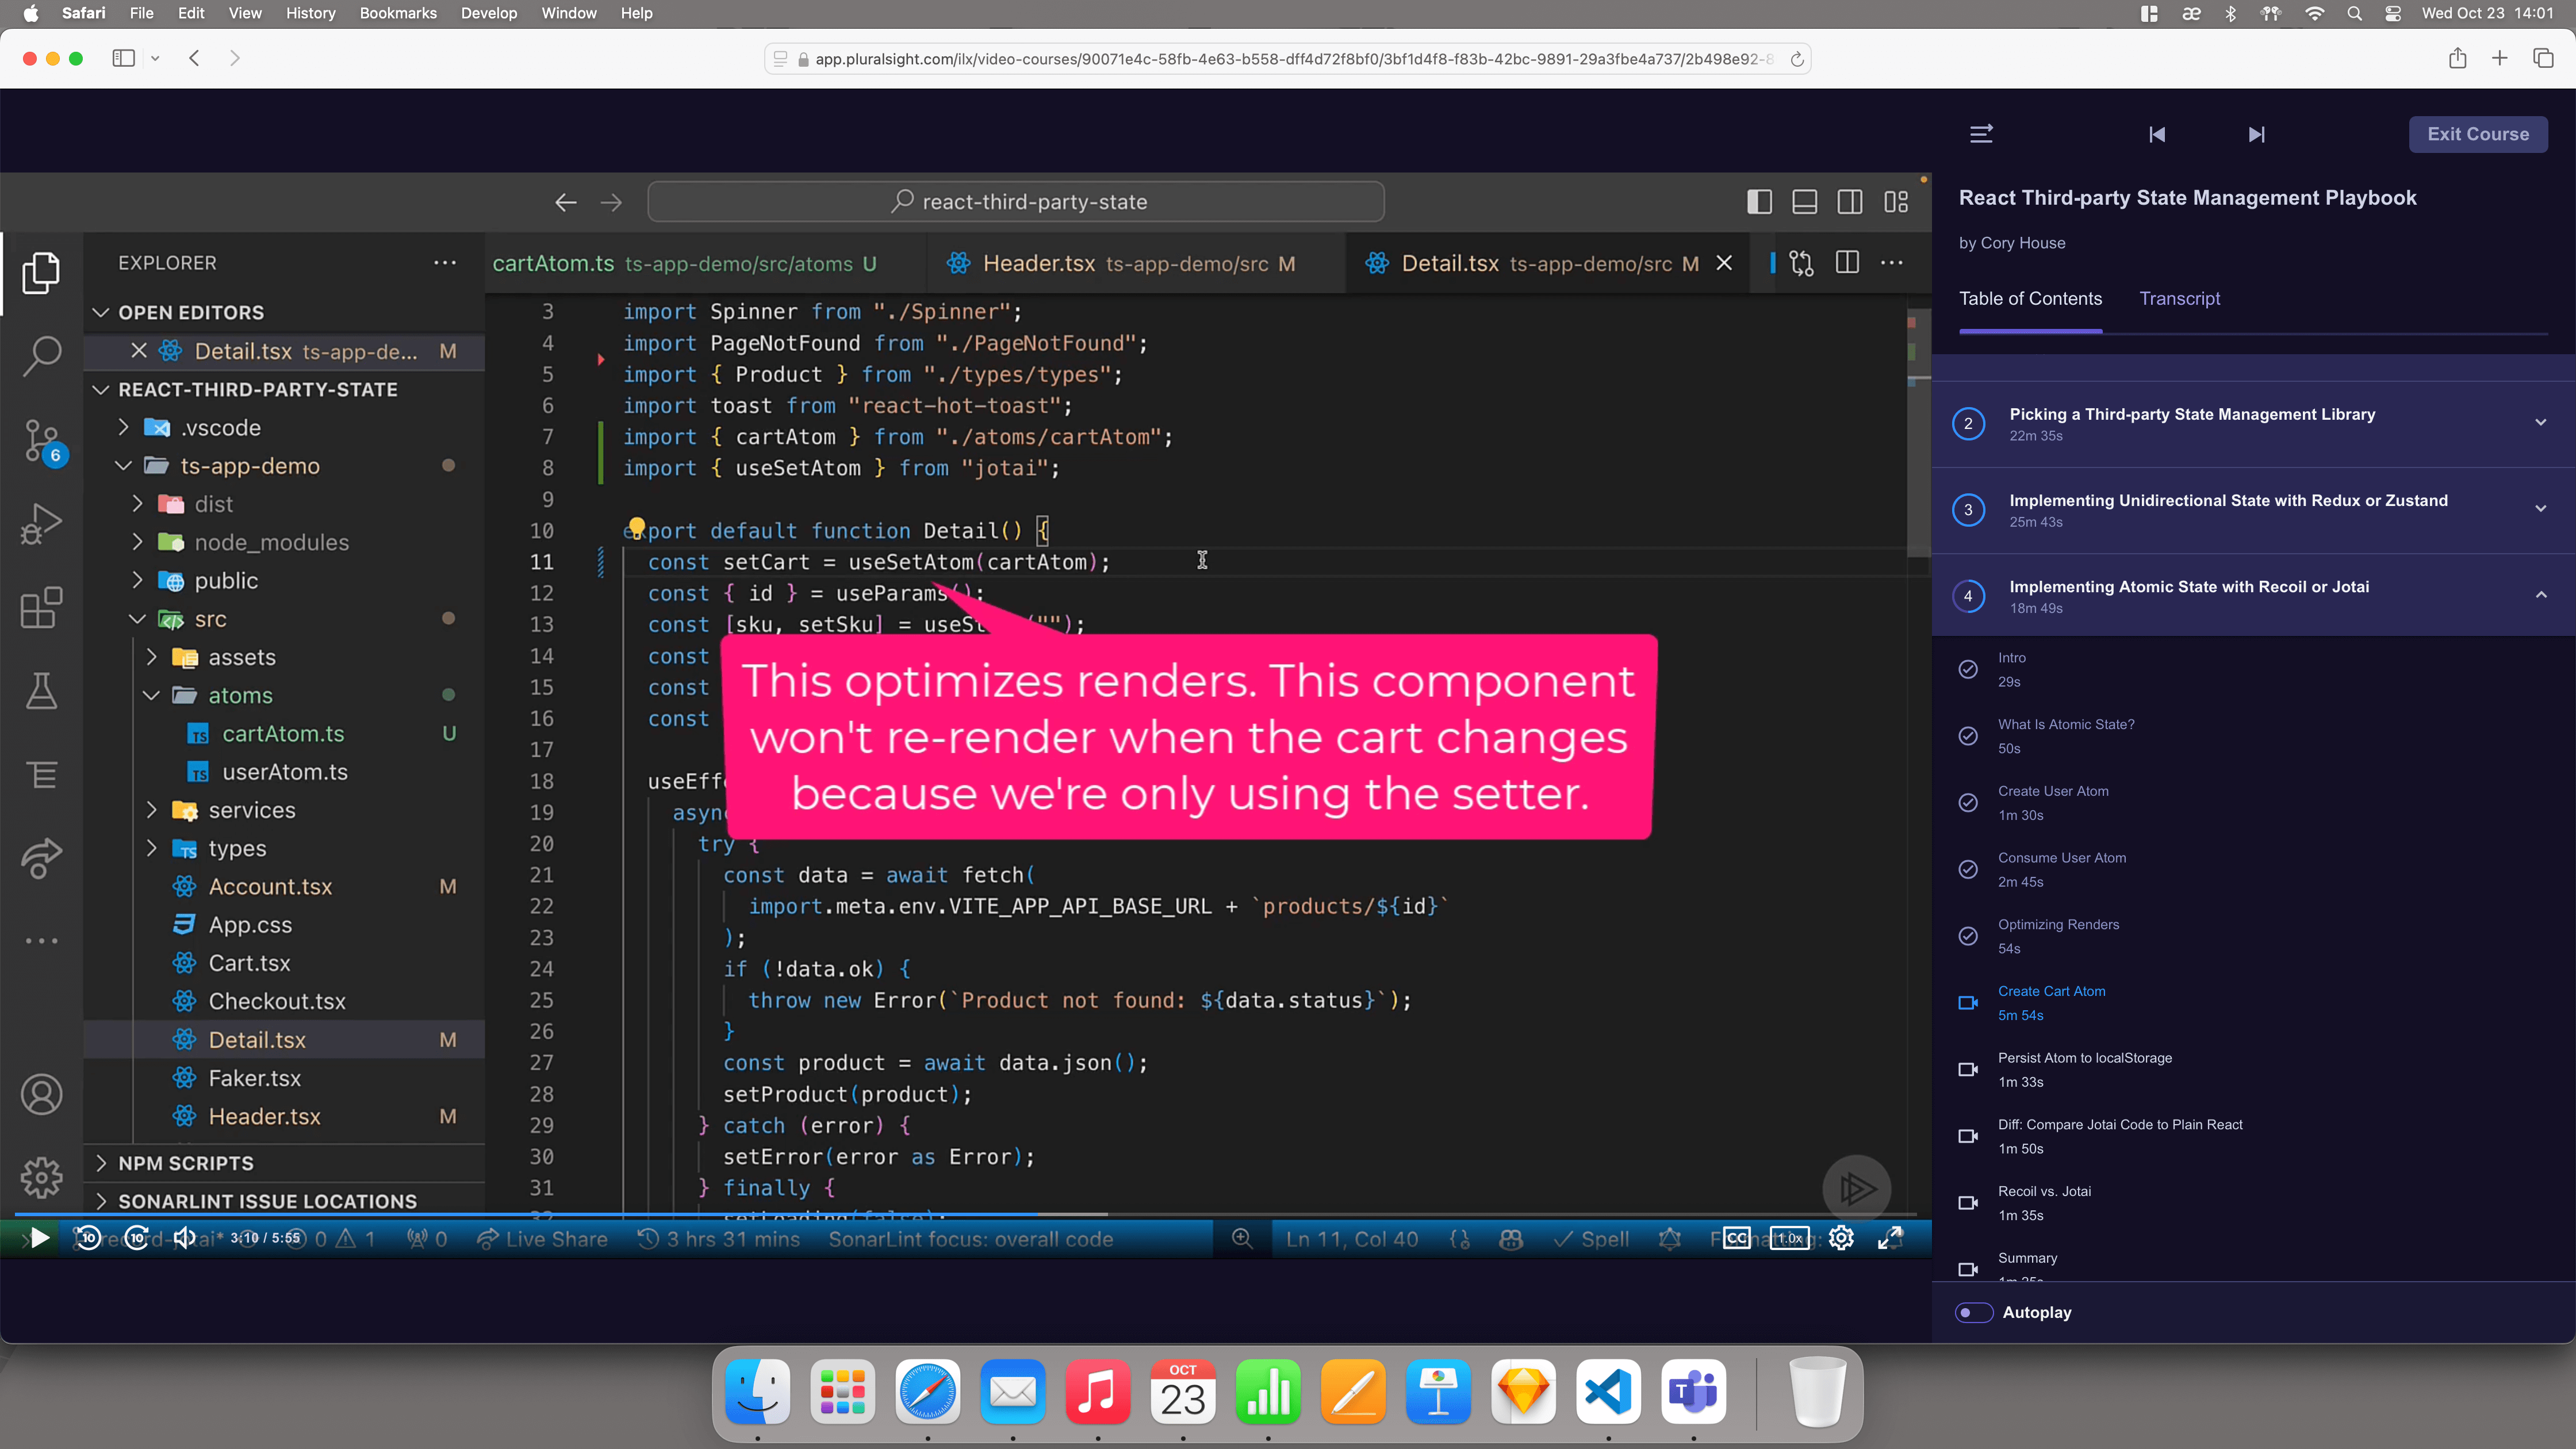 Safari File Edit View History Bookmarks Develop Window Help
Wed Oct 23 14:01
app.pluralsight.com/ilx/video-courses/90071e4c-58fb-4e63-b558-dff4d72f8bf0/3bf1d4f8-f83b-42bc-9891-29a3fbe4a737/2b498e92-8
react-third-party-state
EXPLORER
OPEN EDITORS
Detail.tsx ts-app-de... M
REACT-THIRD-PARTY-STATE
.vscode
ts-app-demo
dist
node_modules
public
src
assets
atoms
TS cartAtom.ts U
TS userAtom.ts
services
TS types
Account.tsx M
App.css
Cart.tsx
Checkout.tsx
Detail.tsx M
Faker.tsx
Header.tsx M
NPM SCRIPTS
SONARLINT ISSUE LOCATIONS
6
cartAtom.ts ts-app-demo/src/atoms U
Header.tsx ts-app-demo/src M
Detail.tsx ts-app-demo/src M
3 import Spinner from "./Spinner";
4 import PageNotFound from "./PageNotFound";
5 import { Product } from "./types/types";
6 import toast from "react-hot-toast";
7 import { cartAtom } from "./atoms/cartAtom";
8 import { useSetAtom } from "jotai";
9
10 export default function Detail() {
11 const setCart = useSetAtom(cartAtom);
12 const { id } = useParams();
13 const [sku, setSku] = useSt ("");
14 const
15 const
16 const
17
18 useEff
19 asyn
20 try {
21 const data = await fetch(
22 import.meta.env.VITE_APP_API_BASE_URL + `products/${id}`
23 );
24 if (!data.ok) {
25 throw new Error(`Product not found: ${data.status}`);
26 }
27 const product = await data.json();
28 setProduct(product);
29 } catch (error) {
30 setError(error as Error);
31 } finally {
32 setLoading(false);
This optimizes renders. This component
won't re-render when the cart changes
because we're only using the setter.
10 10 3:10 / 5:55 0 1 0 Live Share 3 hrs 31 mins SonarLint focus: overall code Ln 11, Col 40 Spell CC 1.0x
Exit Course
React Third-party State Management Playbook
by Cory House
Table of Contents Transcript
2 Picking a Third-party State Management Library
22m 35s
3 Implementing Unidirectional State with Redux or Zustand
25m 43s
4 Implementing Atomic State with Recoil or Jotai
18m 49s
Intro
29s
What Is Atomic State?
50s
Create User Atom
1m 30s
Consume User Atom
2m 45s
Optimizing Renders
54s
Create Cart Atom
5m 54s
Persist Atom to localStorage
1m 33s
Diff: Compare Jotai Code to Plain React
1m 50s
Recoil vs. Jotai
1m 35s
Summary
Autoplay
OCT
23
T